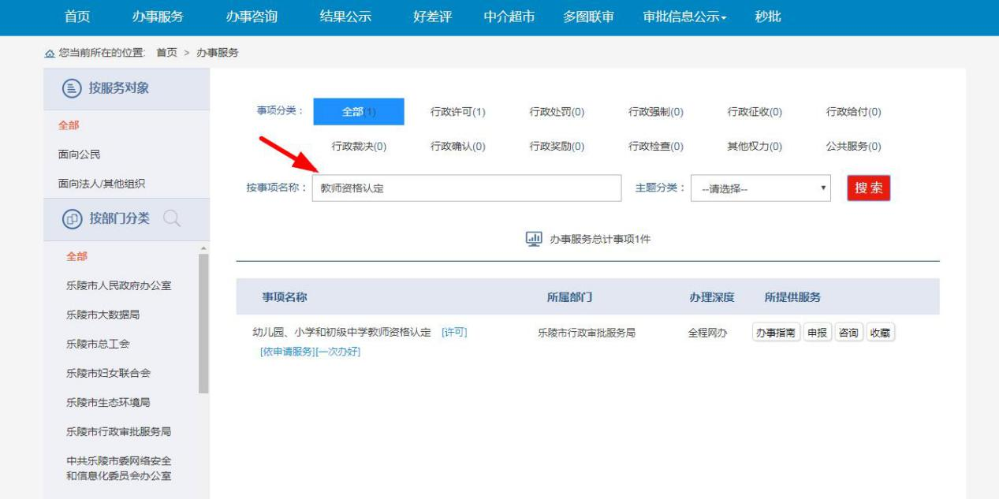 首页 办事服务 办事咨询 结果公示 好差评 中介超市 多图联审 审批信息公示 秒批
您当前所在的位置: 首页 > 办事服务
按服务对象
全部
面向公民
面向法人/其他组织
按部门分类
全部
乐陵市人民政府办公室
乐陵市大数据局
乐陵市总工会
乐陵市妇女联合会
乐陵市生态环境局
乐陵市行政审批服务局
中共乐陵市委网络安全
和信息化委员会办公室
事项分类： 全部(1) 行政许可(1) 行政处罚(0) 行政强制(0) 行政征收(0) 行政给付(0)
行政裁决(0) 行政确认(0) 行政奖励(0) 行政检查(0) 其他权力(0) 公共服务(0)
按事项名称： 教师资格认定 主题分类： --请选择-- 搜索
办事服务总计事项1件
事项名称 所属部门 办理深度 所提供服务
幼儿园、小学和初级中学教师资格认定 [许可] 乐陵市行政审批服务局 全程网办 办事指南 申报 咨询 收藏
[依申请服务][一次办好]